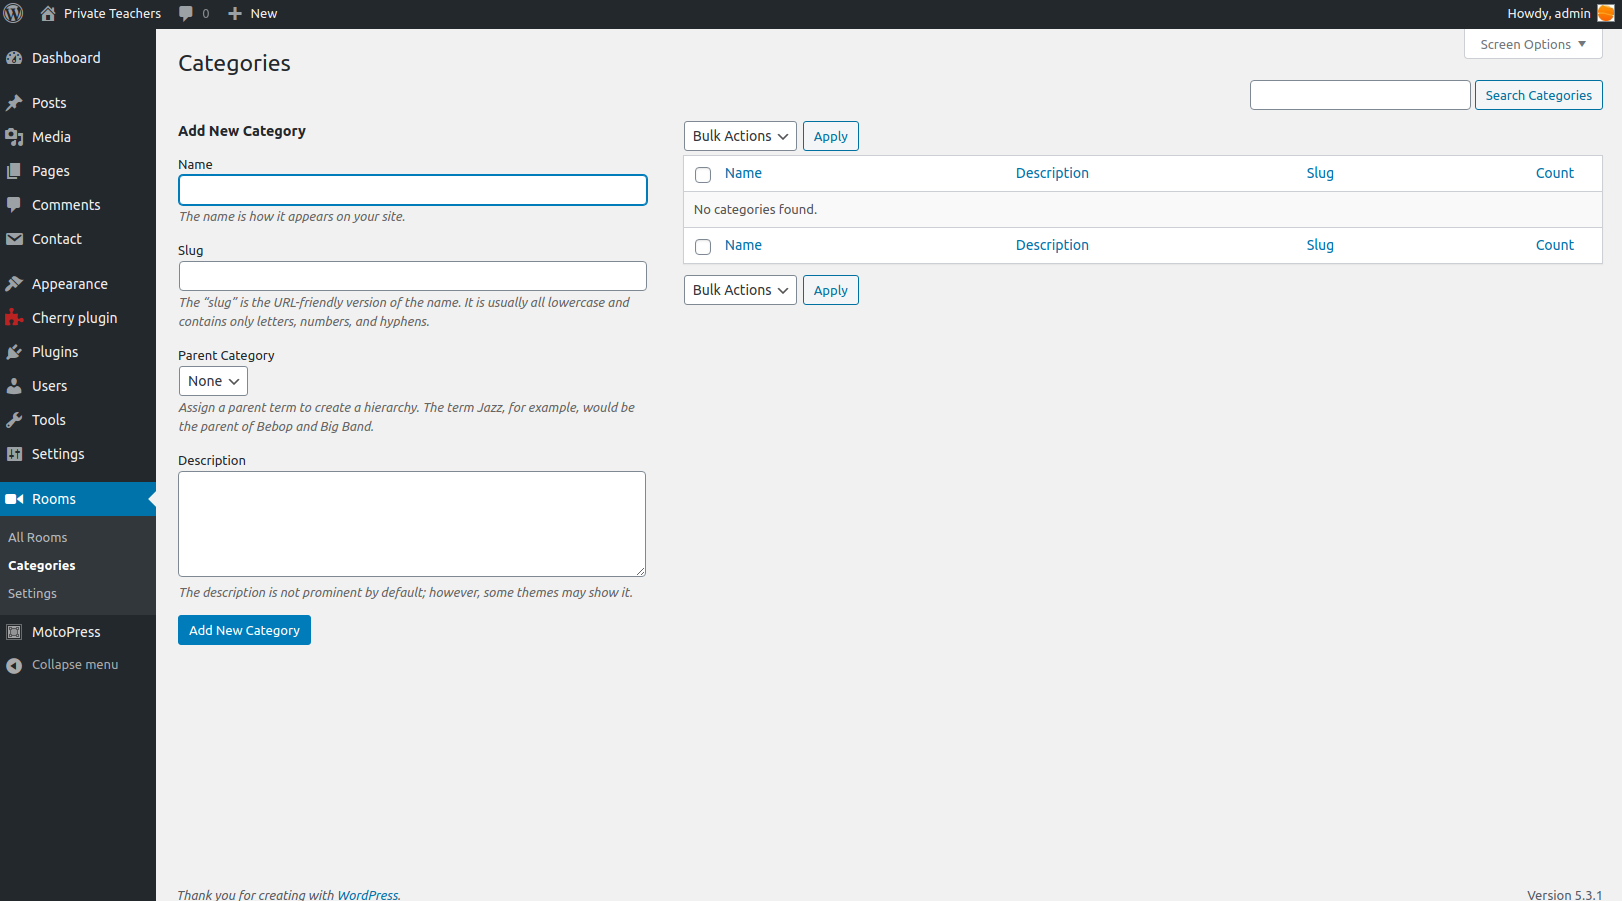 Private Teachers
0
New
Howdy, admin
Dashboard
Posts
Media
Pages
Comments
Contact
Appearance
Cherry plugin
Plugins
Users
Tools
Settings
Rooms
All Rooms
Categories
Settings
MotoPress
Collapse menu
Screen Options
Categories
Search Categories
Add New Category
Name
The name is how it appears on your site.
Slug
The “slug” is the URL-friendly version of the name. It is usually all lowercase and
contains only letters, numbers, and hyphens.
Parent Category
None
Assign a parent term to create a hierarchy. The term Jazz, for example, would be
the parent of Bebop and Big Band.
Description
The description is not prominent by default; however, some themes may show it.
Add New Category
Bulk Actions Apply
Name Description Slug Count
No categories found.
Name Description Slug Count
Bulk Actions Apply
Thank you for creating with WordPress.
Version 5.3.1